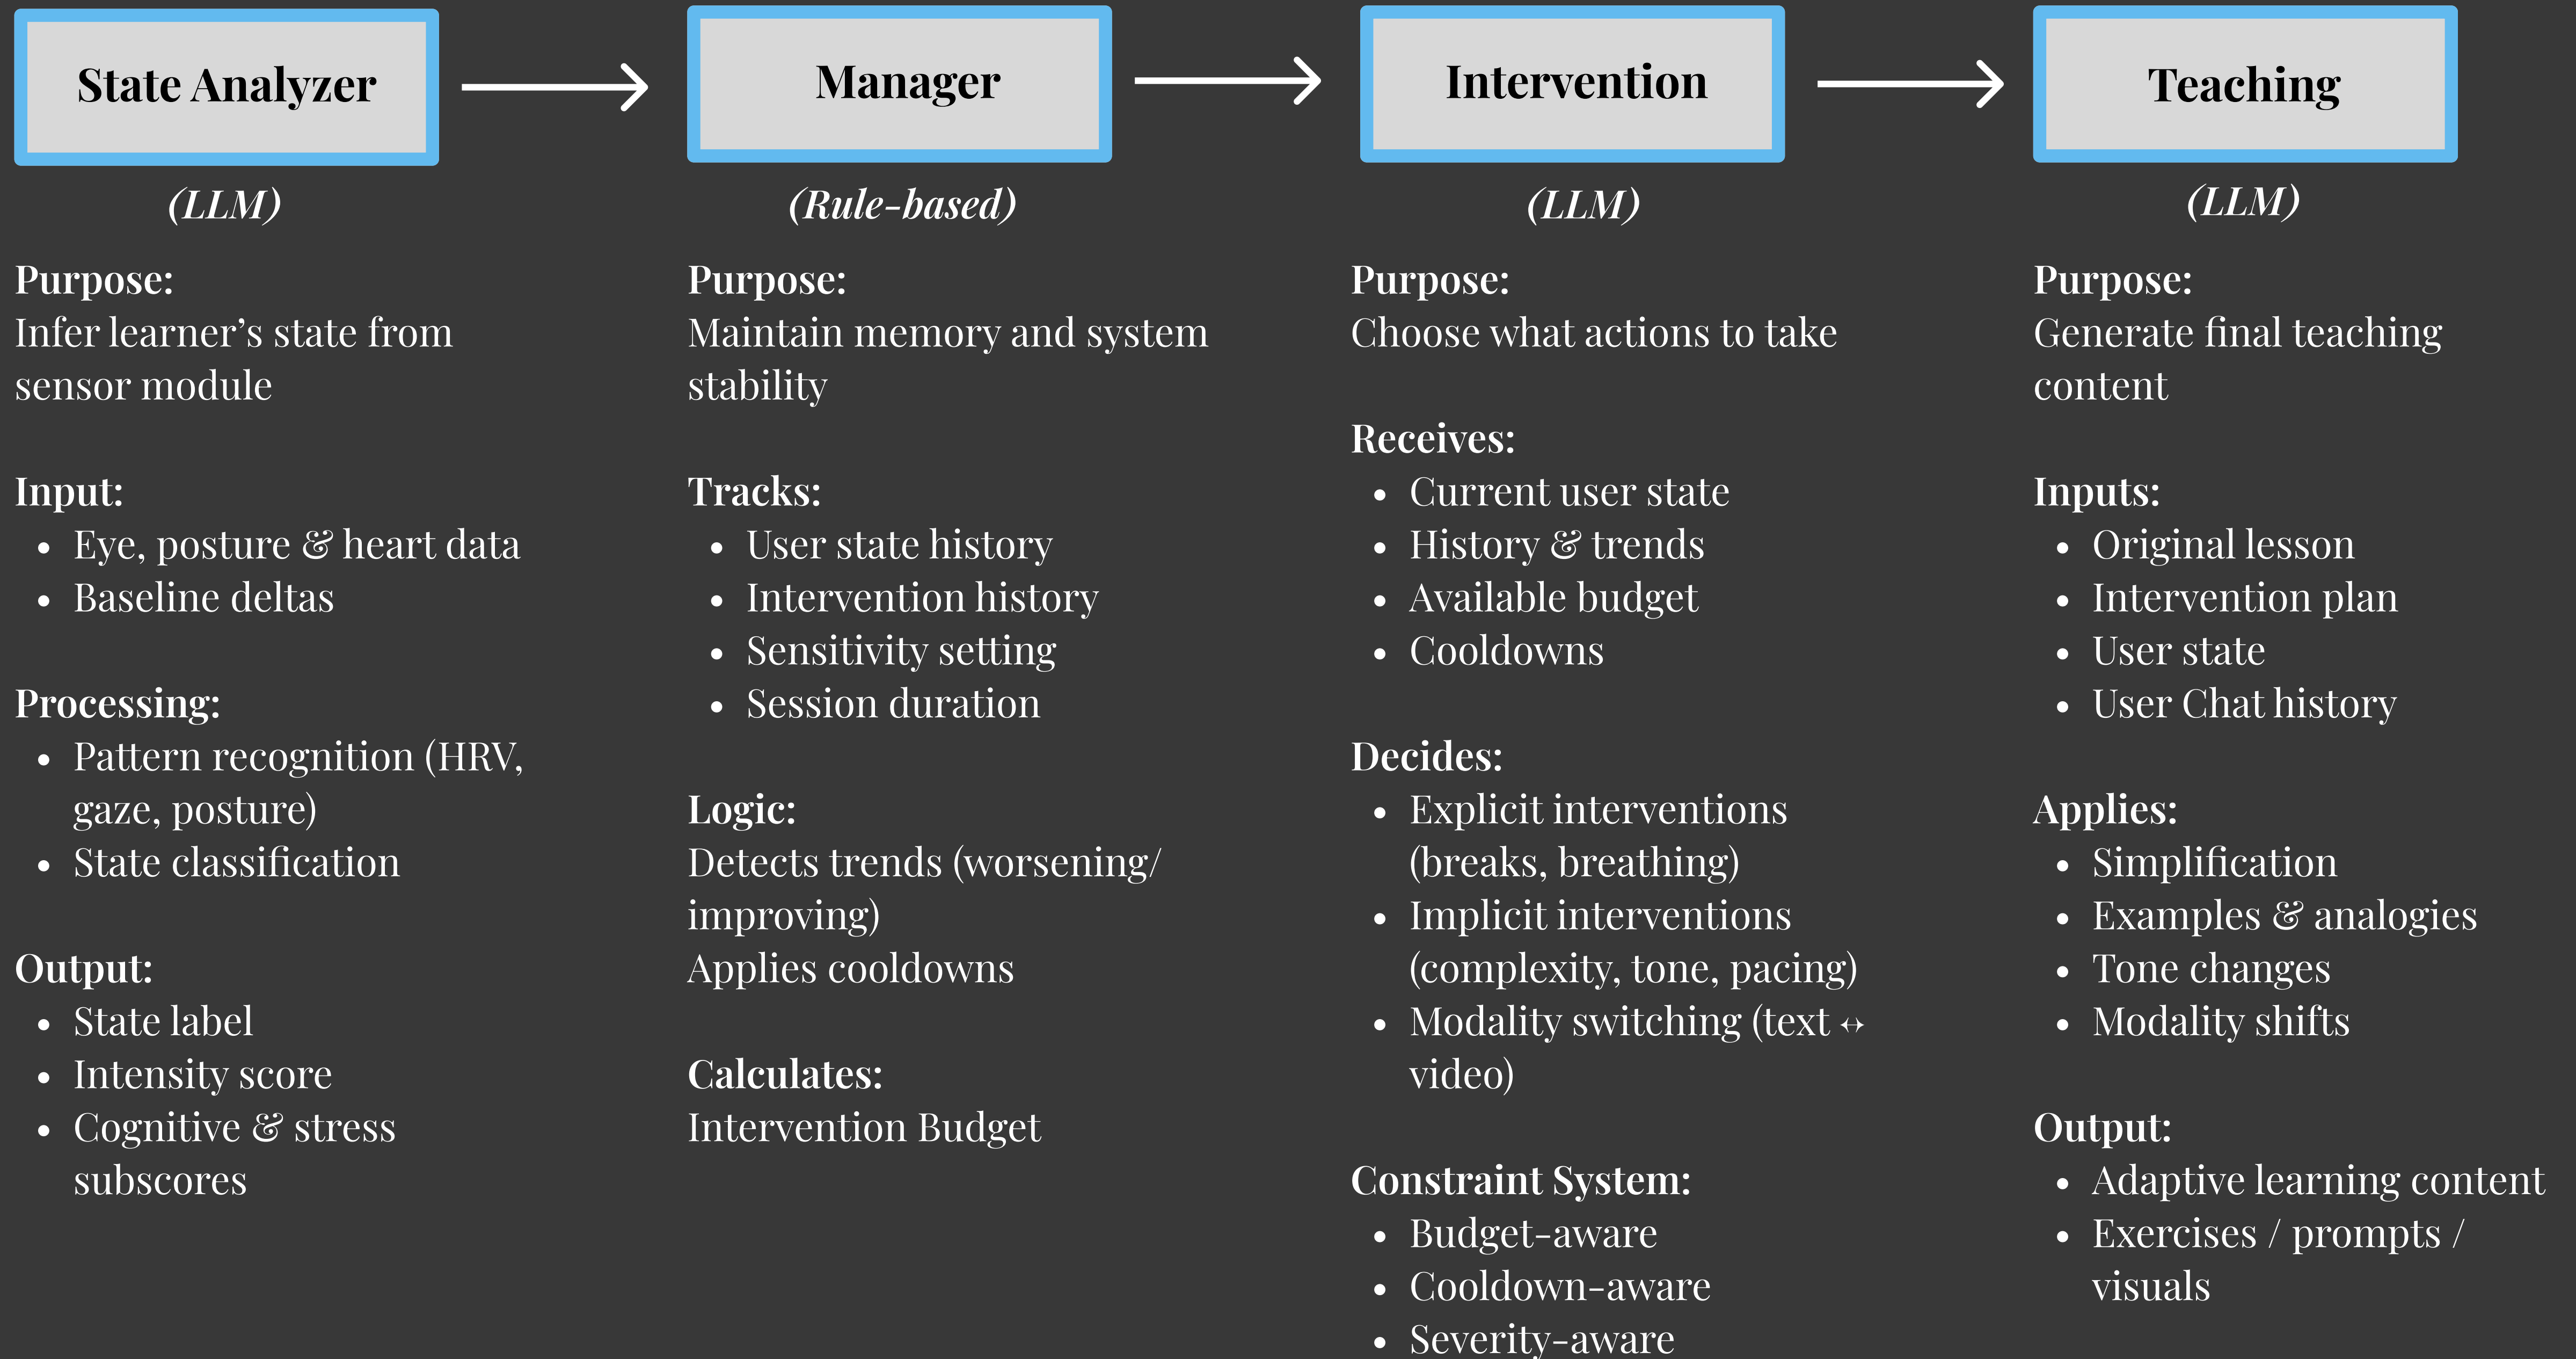 State Analyzer
(LLM)
Purpose:
Infer learner’s state from
sensor module
Input:
• Eye, posture & heart data
• Baseline deltas
Processing:
• Pattern recognition (HRV,
gaze, posture)
• State classification
Output:
• State label
• Intensity score
• Cognitive & stress
subscores
Manager
(Rule-based)
Purpose:
Maintain memory and system
stability
Tracks:
• User state history
• Intervention history
• Sensitivity setting
• Session duration
Logic:
Detects trends (worsening/
improving)
Applies cooldowns
Calculates:
Intervention Budget
Intervention
(LLM)
Purpose:
Choose what actions to take
Receives:
• Current user state
• History & trends
• Available budget
• Cooldowns
Decides:
• Explicit interventions
(breaks, breathing)
• Implicit interventions
(complexity, tone, pacing)
• Modality switching (text ↔
video)
Constraint System:
• Budget-aware
• Cooldown-aware
• Severity-aware
Teaching
(LLM)
Purpose:
Generate final teaching
content
Inputs:
• Original lesson
• Intervention plan
• User state
• User Chat history
Applies:
• Simplification
• Examples & analogies
• Tone changes
• Modality shifts
Output:
• Adaptive learning content
• Exercises / prompts /
visuals